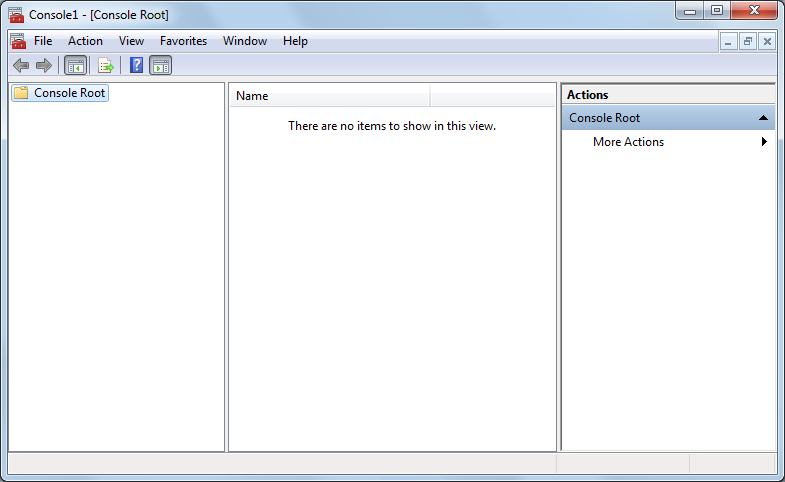 Console1 - [Console Root]
File Action View Favorites Window Help
Console Root
Name
There are no items to show in this view.
Actions
Console Root
More Actions